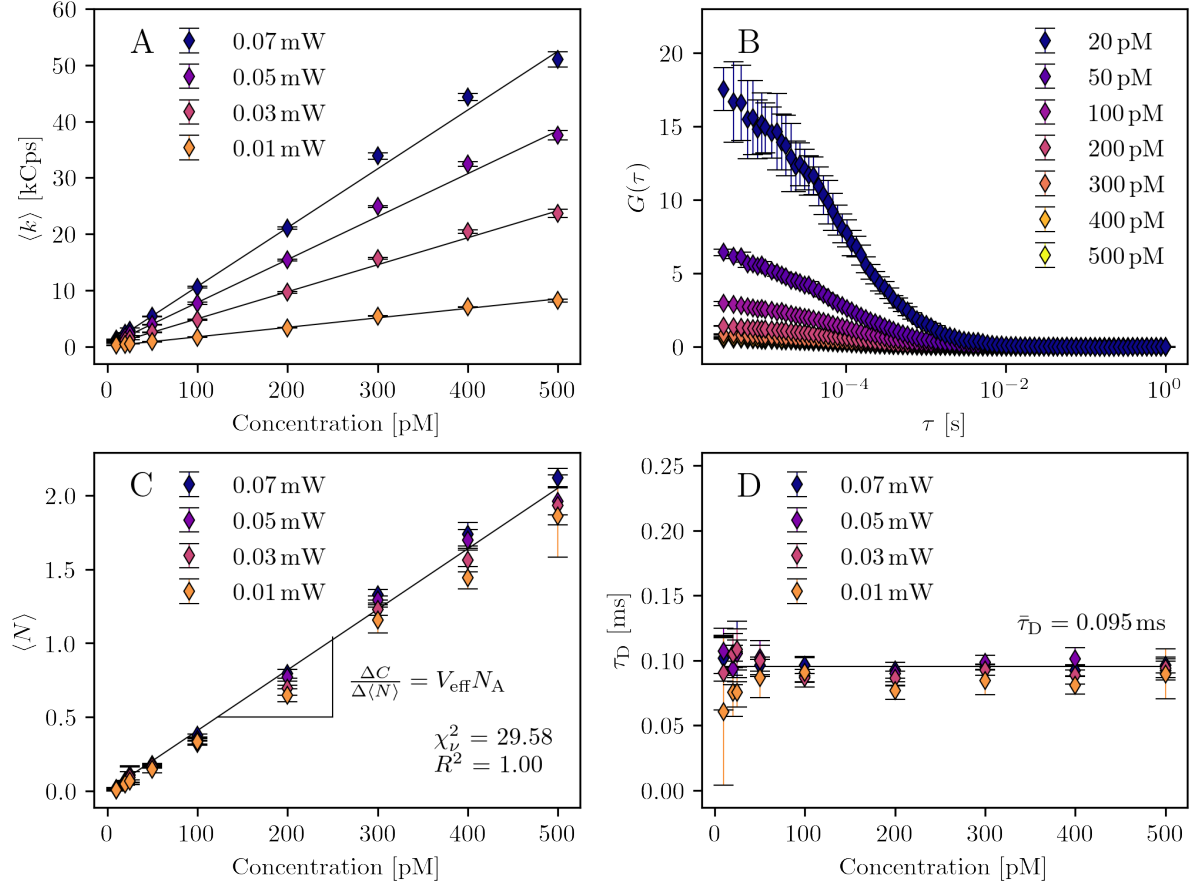 A
0.07 mW
0.05 mW
0.03 mW
0.01 mW
60
50
40
30
20
10
0
⟨k⟩ [kCps]
0 100 200 300 400 500
Concentration [pM]
B
20 pM
50 pM
100 pM
200 pM
300 pM
400 pM
500 pM
20
15
10
5
0
G(τ)
10⁻⁴ 10⁻² 10⁰
τ [s]
C
0.07 mW
0.05 mW
0.03 mW
0.01 mW
2.0
1.5
1.0
0.5
0.0
⟨N⟩
ΔC/Δ⟨N⟩ = V_eff N_A
χ²_ν = 29.58
R² = 1.00
0 100 200 300 400 500
Concentration [pM]
D
0.07 mW
0.05 mW
0.03 mW
0.01 mW
0.25
0.20
0.15
0.10
0.05
0.00
τ_D [ms]
τ̄_D = 0.095 ms
0 100 200 300 400 500
Concentration [pM]